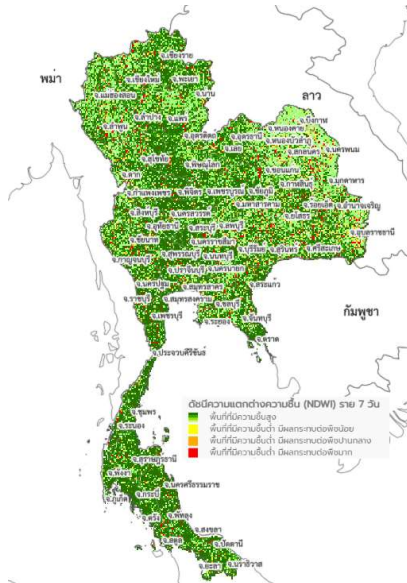 พม่า
ลาว
กัมพูชา
จ.เชียงราย
จ.เชียงใหม่
จ.พะเยา
จ.แม่ฮ่องสอน
จ.น่าน
จ.ลำปาง
จ.แพร่
จ.ลำพูน
จ.อุตรดิตถ์
จ.สุโขทัย
จ.พิษณุโลก
จ.ตาก
จ.เลย
จ.อุดรธานี
จ.หนองคาย
จ.บึงกาฬ
จ.หนองบัวลำภู
จ.สกลนคร
จ.นครพนม
จ.ขอนแก่น
จ.กาฬสินธุ์
จ.มุกดาหาร
จ.กำแพงเพชร
จ.พิจิตร
จ.เพชรบูรณ์
จ.ชัยภูมิ
จ.มหาสารคาม
จ.ร้อยเอ็ด
จ.อำนาจเจริญ
จ.ยโสธร
จ.สิงห์บุรี
จ.นครสวรรค์
จ.อุทัยธานี
จ.สระบุรี
จ.ลพบุรี
จ.ชัยนาท
จ.นครราชสีมา
จ.บุรีรัมย์
จ.สุรินทร์
จ.ศรีสะเกษ
จ.อุบลราชธานี
จ.กาญจนบุรี
จ.สุพรรณบุรี
จ.นนทบุรี
จ.ปราจีนบุรี
จ.นครนายก
จ.สระแก้ว
จ.นครปฐม
จ.สมุทรสาคร
จ.ราชบุรี
จ.สมุทรสงคราม
จ.ชลบุรี
จ.เพชรบุรี
จ.ระยอง
จ.จันทบุรี
จ.ตราด
จ.ประจวบคีรีขันธ์
ดัชนีความแตกต่างความชื้น (NDWI) ราย 7 วัน
พื้นที่ที่มีความชื้นสูง
พื้นที่ที่มีความชื้นต่ำ มีผลกระทบต่อพืชน้อย
พื้นที่ที่มีความชื้นต่ำ มีผลกระทบต่อพืชปานกลาง
พื้นที่ที่มีความชื้นต่ำ มีผลกระทบต่อพืชมาก
จ.ชุมพร
จ.ระนอง
จ.สุราษฎร์ธานี
จ.พังงา
จ.นครศรีธรรมราช
จ.ภูเก็ต
จ.กระบี่
จ.ตรัง
จ.พัทลุง
จ.สงขลา
จ.สตูล
จ.ปัตตานี
จ.ยะลา
จ.นราธิวาส